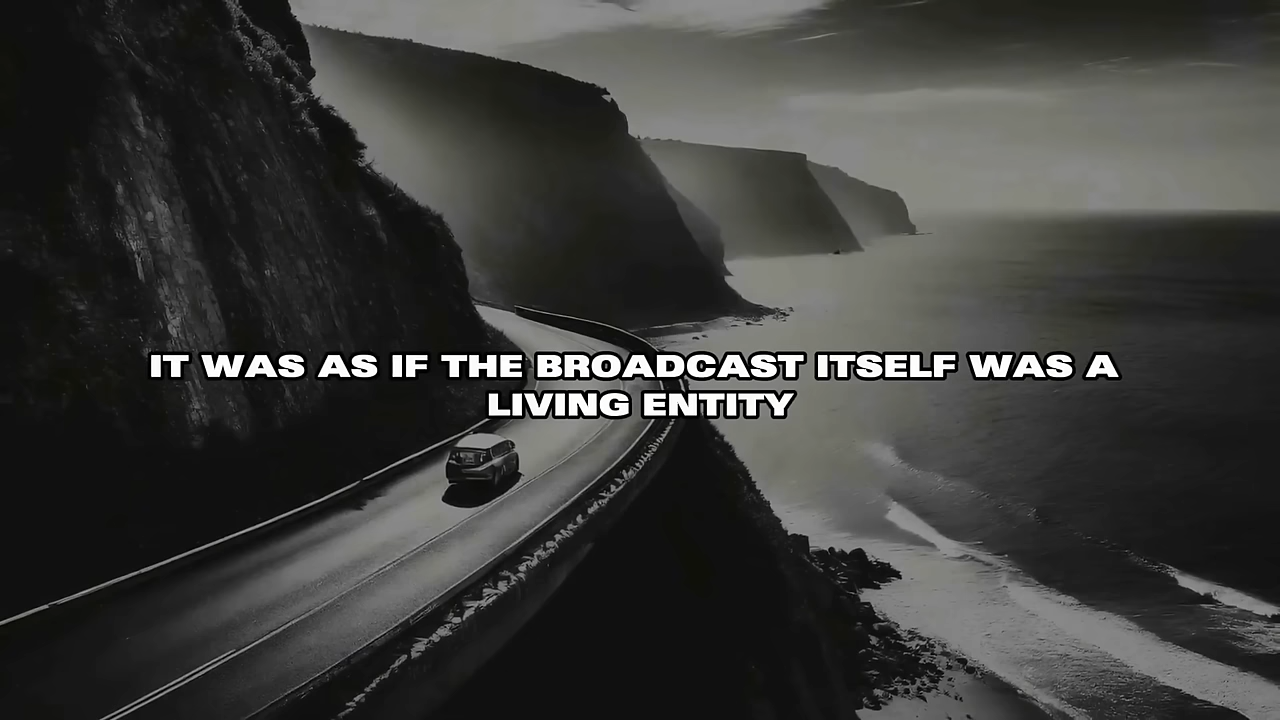 IT WAS AS IF THE BROADCAST ITSELF WAS A
LIVING ENTITY